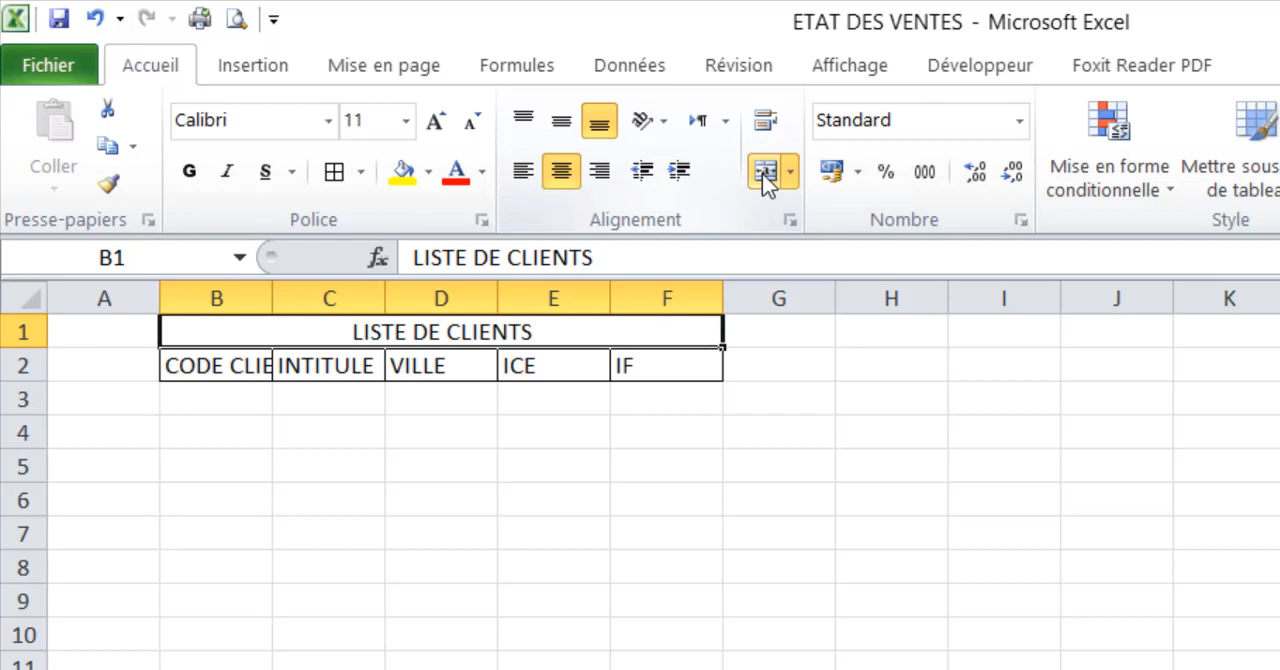 ETAT DES VENTES - Microsoft Excel
Fichier Accueil Insertion Mise en page Formules Données Révision Affichage Développeur Foxit Reader PDF
Calibri 11 Standard
Coller G I S % 000 Mise en forme conditionnelle Mettre sous de tablea
Presse-papiers Police Alignement Nombre Style
B1 fx LISTE DE CLIENTS
A B C D E F G H I J K
1 LISTE DE CLIENTS
2 CODE CLIE INTITULE VILLE ICE IF
3
4
5
6
7
8
9
10
11